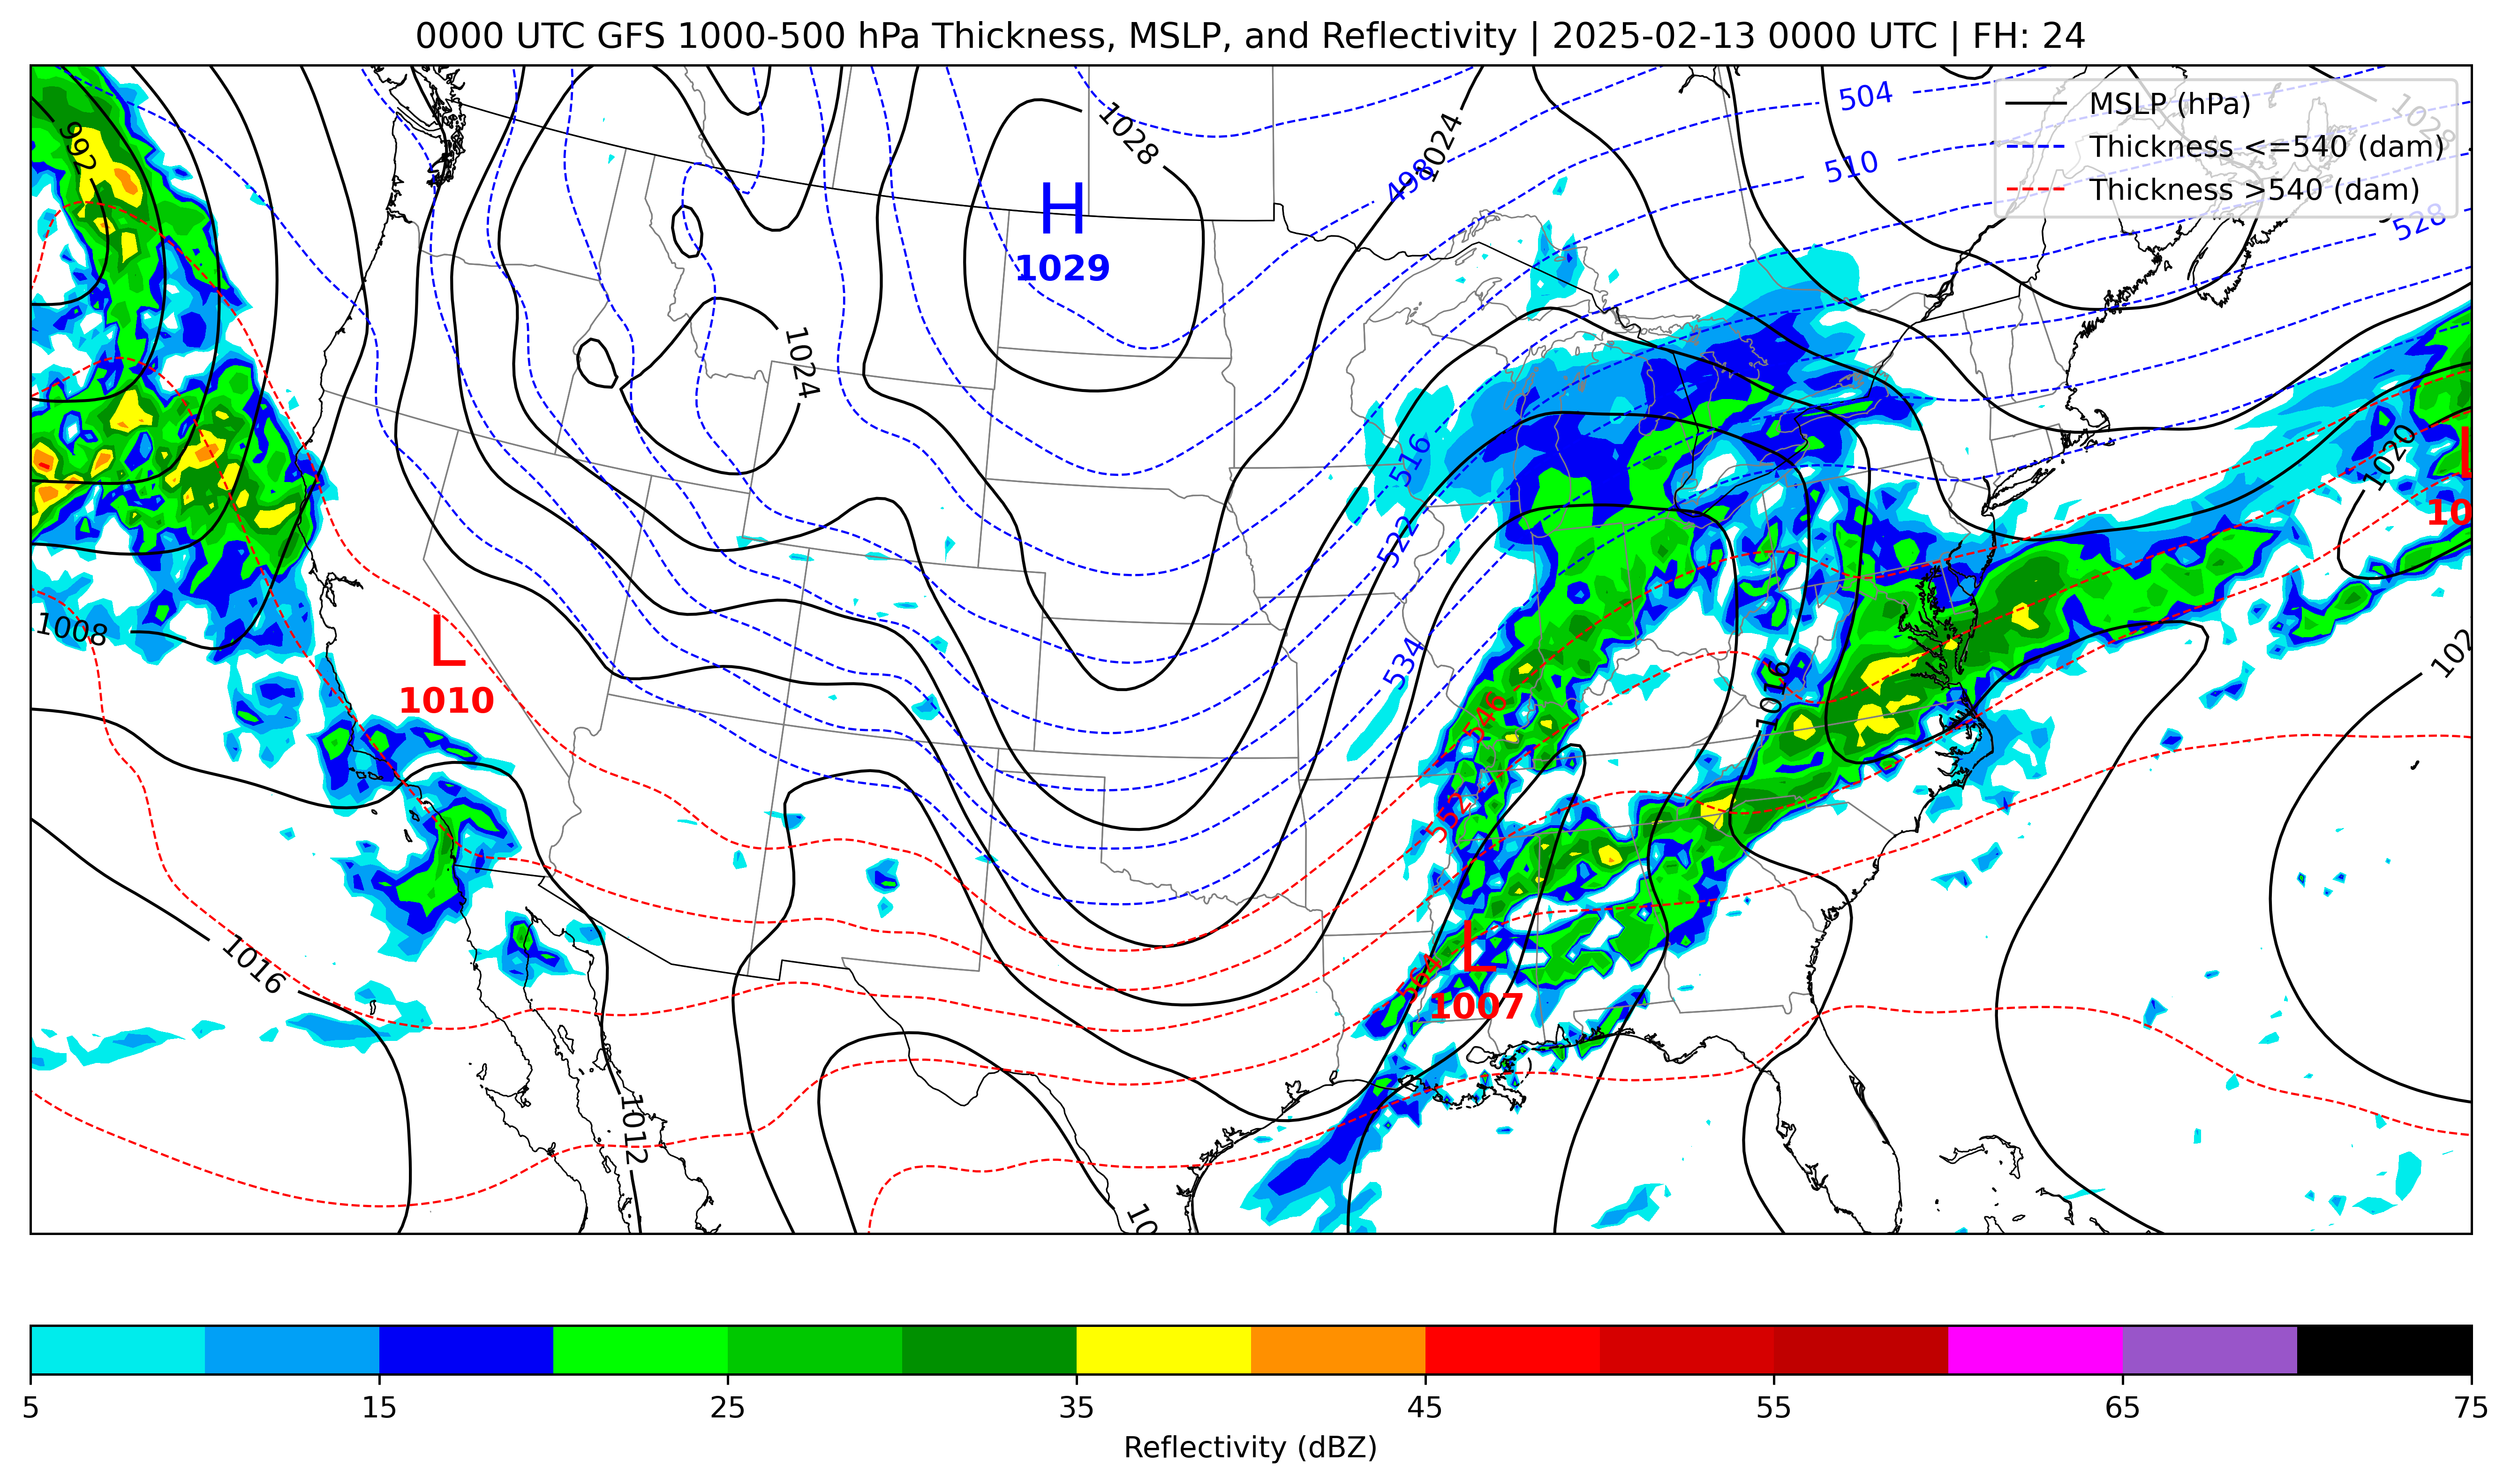 0000 UTC GFS 1000-500 hPa Thickness, MSLP, and Reflectivity | 2025-02-13 0000 UTC | FH: 24
MSLP (hPa)
Thickness <=540 (dam)
Thickness >540 (dam)
992
1028
1024
504
1028
498
510
528
H
1029
1024
516
1020
L
10
522
1008
L
1010
534
102
1016
546
552
L
1007
564
1016
1012
10
5 15 25 35 45 55 65 75
Reflectivity (dBZ)